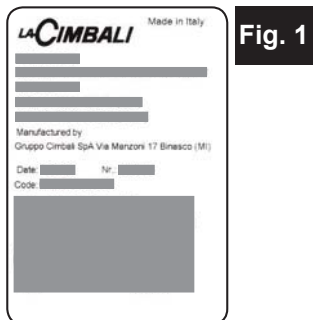 LACIMBALI
Made in Italy
Fig. 1
Manufactured by
Gruppo Cimbali SpA Via Manzoni 17 Binasco (MI)
Date: Nr.:
Code: